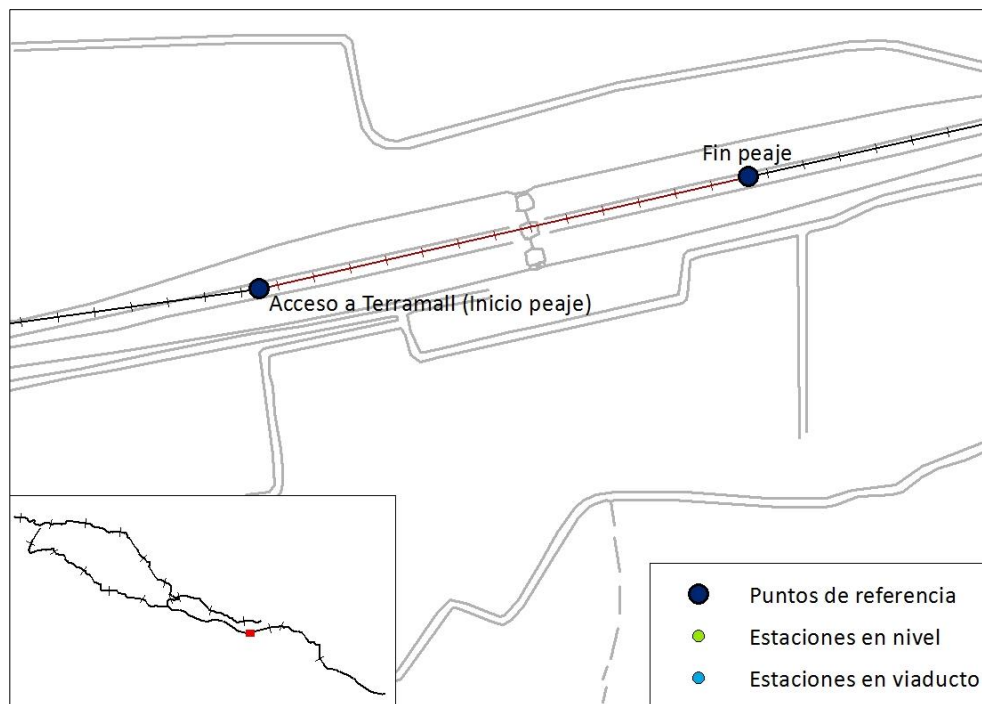 Fin peaje
Acceso a Terramall (Inicio peaje)
Puntos de referencia
Estaciones en nivel
Estaciones en viaducto